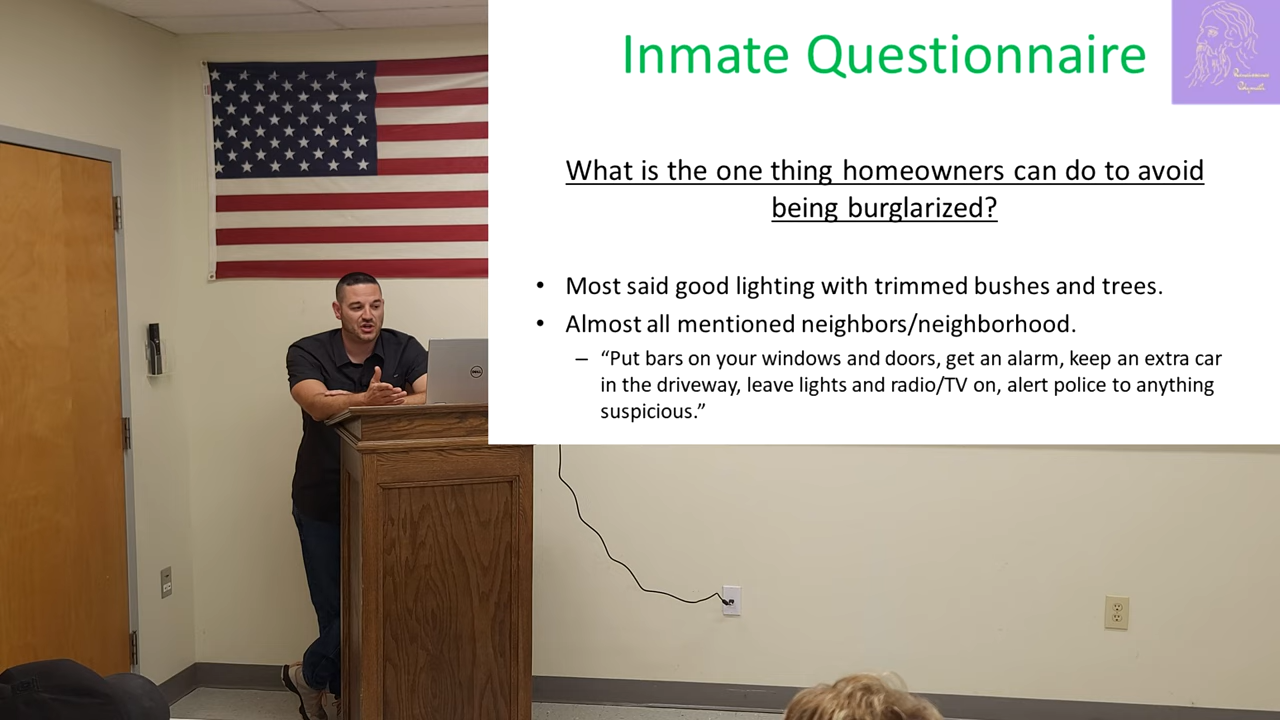 Inmate Questionnaire
What is the one thing homeowners can do to avoid
being burglarized?
• Most said good lighting with trimmed bushes and trees.
• Almost all mentioned neighbors/neighborhood.
– “Put bars on your windows and doors, get an alarm, keep an extra car
in the driveway, leave lights and radio/TV on, alert police to anything
suspicious.”
DELL